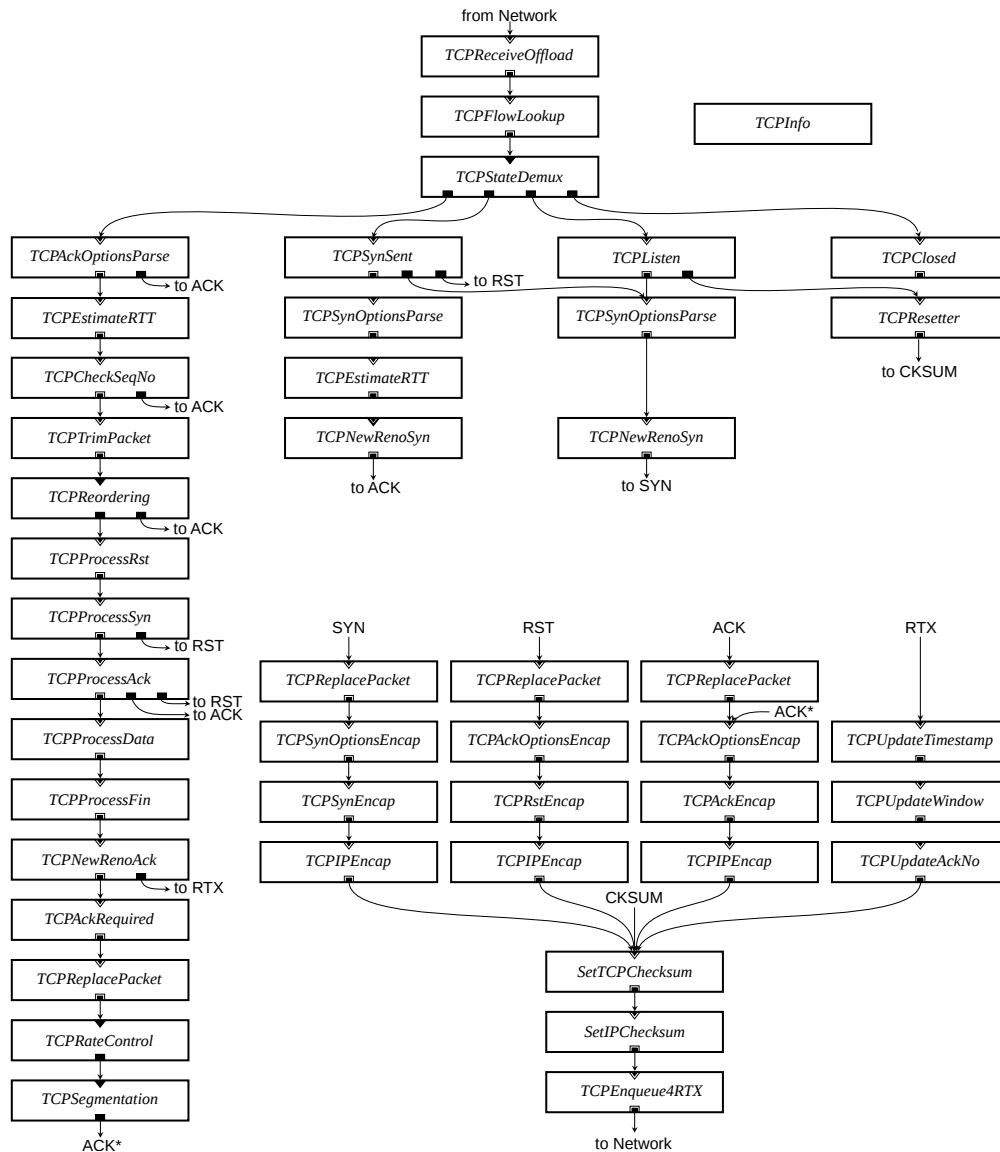 from Network
TCPReceiveOffload
TCPFlowLookup
TCPInfo
TCPStateDemux
TCPAckOptionsParse
TCPSynSent
TCPListen
TCPClosed
to ACK
to RST
TCPEstimateRTT
TCPSynOptionsParse
TCPSynOptionsParse
TCPResetter
TCPCheckSeqNo
TCPEstimateRTT
to CKSUM
to ACK
TCPTrimPacket
TCPNewRenoSyn
TCPNewRenoSyn
to ACK
to SYN
TCPReordering
to ACK
TCPProcessRst
TCPProcessSyn
to RST
SYN
RST
ACK
RTX
TCPProcessAck
TCPReplacePacket
TCPReplacePacket
TCPReplacePacket
to RST
to ACK
ACK*
TCPProcessData
TCPSynOptionsEncap
TCPAckOptionsEncap
TCPAckOptionsEncap
TCPUpdateTimestamp
TCPProcessFin
TCPSynEncap
TCPRstEncap
TCPAckEncap
TCPUpdateWindow
TCPNewRenoAck
TCPIPEncap
TCPIPEncap
TCPIPEncap
TCPUpdateAckNo
to RTX
CKSUM
TCPAckRequired
TCPReplacePacket
SetTCPChecksum
TCPRateControl
SetIPChecksum
TCPSegmentation
TCPEnqueue4RTX
ACK*
to Network